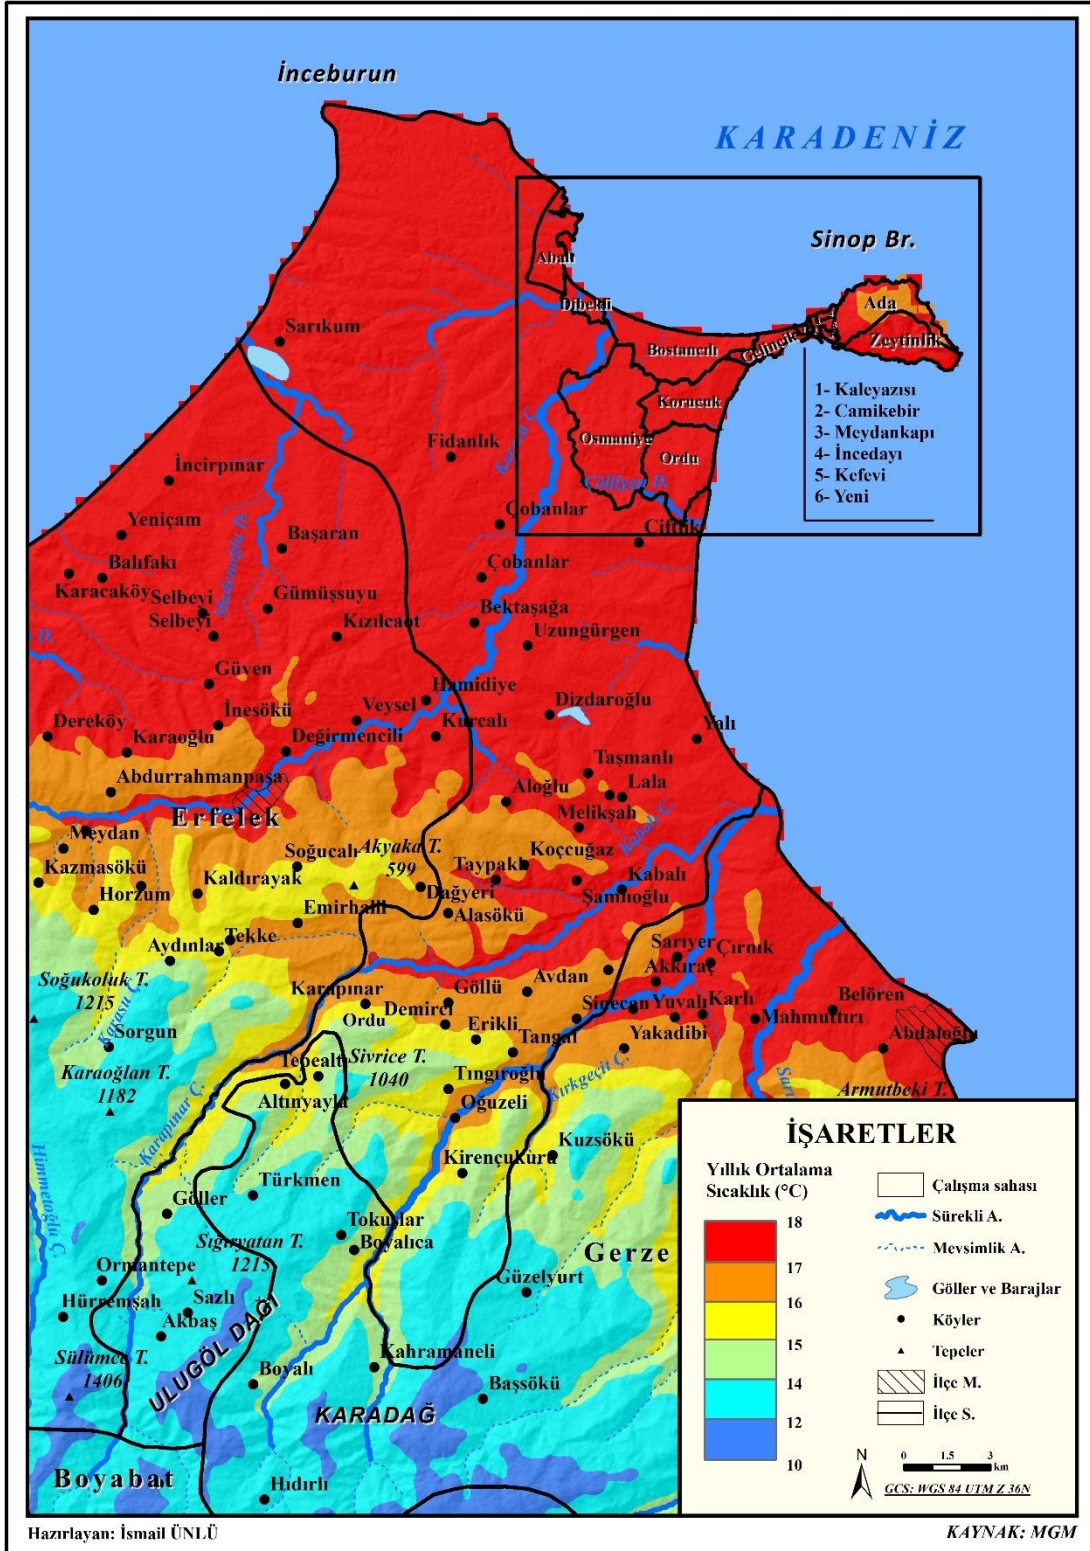 İnceburun
KARADENİZ
Sinop Br.
Abalı
Dibekli
Ada
Zeytinlik
Gelincik
Bostancılı
Korucuk
Osmaniye
Ordu
1- Kaleyazısı
2- Camikebir
3- Meydankapı
4- İncedayı
5- Kefevi
6- Yeni
Sarıkum
Fidanlık
İncirpınar
Çobanlar
Çiftlik
Yeniçam
Başaran
Balıfakı
Karacaköy
Çobanlar
Selbeyi
Selbeyi
Gümüşsuyu
Kızılcaot
Bektaşağa
Uzungürgen
D.
Güven
Hamidiye
İnesökü
Veysel
Dizdaroğlu
Dereköy
Karaoğlu
Değirmencili
Kurcalı
Yalı
Abdurrahmanpaşa
Taşmanlı
Lala
Aloğlu
Melikşah
Erfelek
Meydan
Kabalı Ç.
Soğucalı
Akyaka T.
599
Koçcuğaz
Taypaklı
Kazmasökü
Kaldırayak
Dağyeri
Kabalı
Şamlıoğlu
Horzum
Emirhalil
Alasökü
Tekke
Aydınlar
Sarıyer
Çırnık
Akkıraç
Soğukoluk T.
1215
Karasu Ç.
Karapınar
Göllü
Avdan
Ordu
Demirci
Sinecan
Yuvalı
Karlı
Belören
Mahmuttırı
Erikli
Yakadibi
Abdaloğlu
Sorgun
Tangal
Sivrice T.
1040
Tepealtı
Karaoğlan T.
1182
Altınyayla
Tıngıroğlu
Kırkgeçit Ç.
Armutbeki T.
Oğuzeli
Karapınar Ç.
Kuzsökü
Kirençukuru
Himmetoğlu Ç.
Türkmen
Göller
Tokuşlar
Sığıryatan T.
1215
Boyalıca
Gerze
Ormantepe
Güzelyurt
Hürremşah
Sazlı
Akbaş
ULUGÖL DAĞI
Sülümce T.
1406
Kahramaneli
Boyalı
Başsökü
KARADAĞ
Boyabat
Hıdırlı
İŞARETLER
Yıllık Ortalama
Sıcaklık (°C)
18
17
16
15
14
12
10
Çalışma sahası
Sürekli A.
Mevsimlik A.
Göller ve Barajlar
Köyler
Tepeler
İlçe M.
İlçe S.
N
0 1.5 3
km
GCS: WGS 84 UTM Z 36N
Hazırlayan: İsmail ÜNLÜ
KAYNAK: MGM